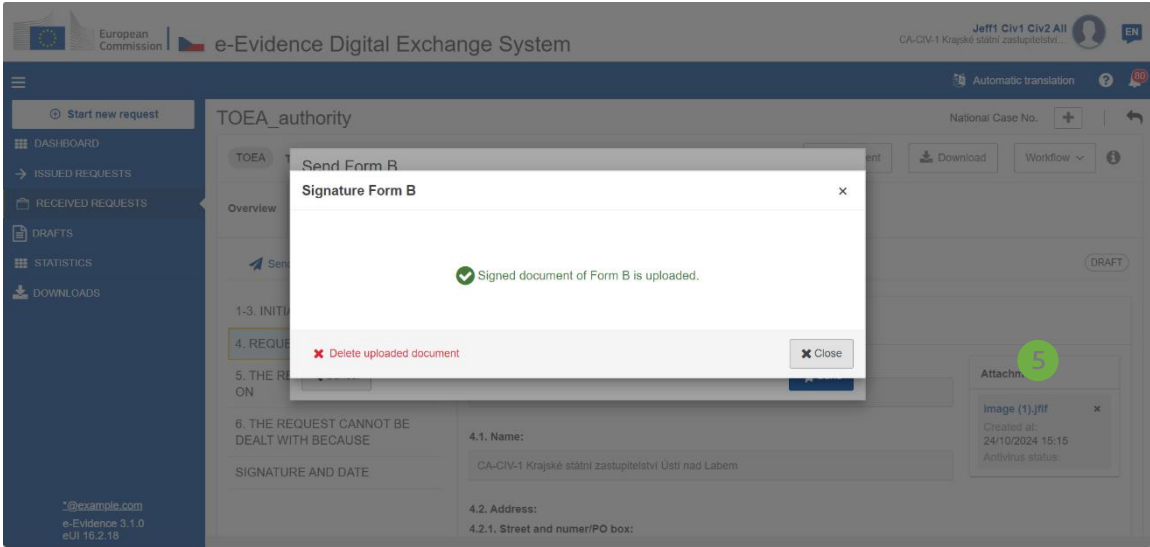 European
Commission
e-Evidence Digital Exchange System
Jeff1 Civ1 Civ2 All
CA-CIV-1 Krajské státní zastupitelství ...
EN
Automatic translation
80
Start new request
DASHBOARD
ISSUED REQUESTS
RECEIVED REQUESTS
DRAFTS
STATISTICS
DOWNLOADS
*@example.com
e-Evidence 3.1.0
eUI 16.2.18
TOEA_authority
National Case No.
TOEA
Download
Workflow
Overview
Send
DRAFT
Send Form B
Signature Form B
Signed document of Form B is uploaded.
Delete uploaded document
Close
1-3. INITIA
4. REQUE
5. THE RE
ON
6. THE REQUEST CANNOT BE
DEALT WITH BECAUSE
SIGNATURE AND DATE
4.1. Name:
CA-CIV-1 Krajské státní zastupitelství Ústí nad Labem
4.2. Address:
4.2.1. Street and numer/PO box:
5
Image (1).jfif
Created at:
24/10/2024 15:15
Antivirus status: